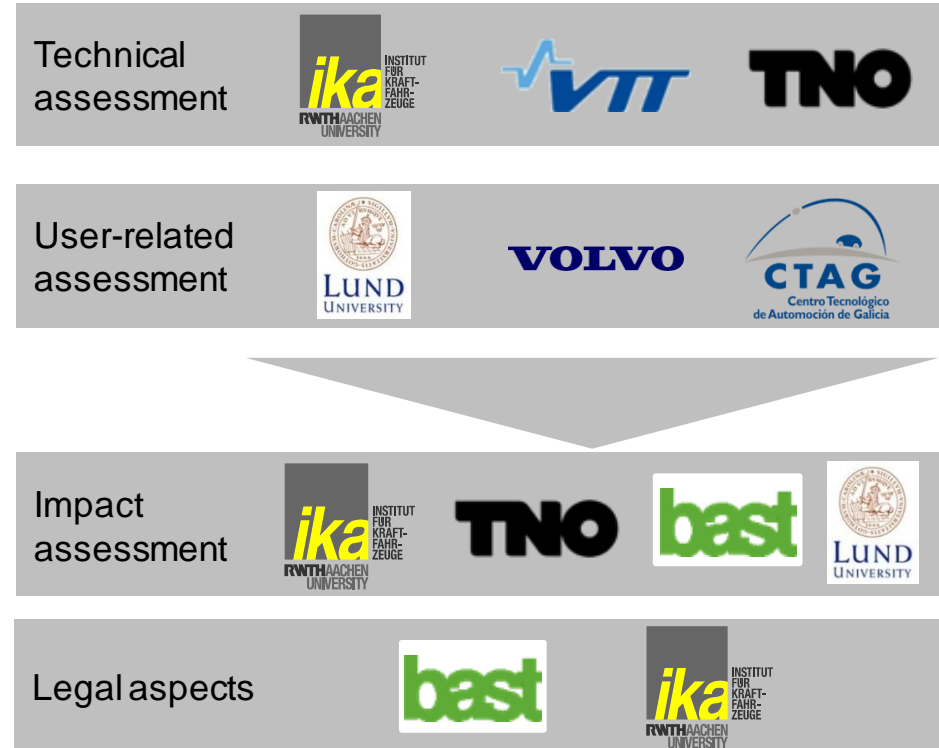 Technical
assessment
ika
INSTITUT
FÜR
KRAFT-
FAHR-
ZEUGE
RWTHAACHEN
UNIVERSITY
VTT
TNO
User-related
assessment
LUND
UNIVERSITY
VOLVO
CTAG
Centro Tecnológico
de Automoción de Galicia
Impact
assessment
ika
INSTITUT
FÜR
KRAFT-
FAHR-
ZEUGE
RWTHAACHEN
UNIVERSITY
TNO
bast
LUND
UNIVERSITY
Legal aspects
bast
ika
INSTITUT
FÜR
KRAFT-
FAHR-
ZEUGE
RWTHAACHEN
UNIVERSITY